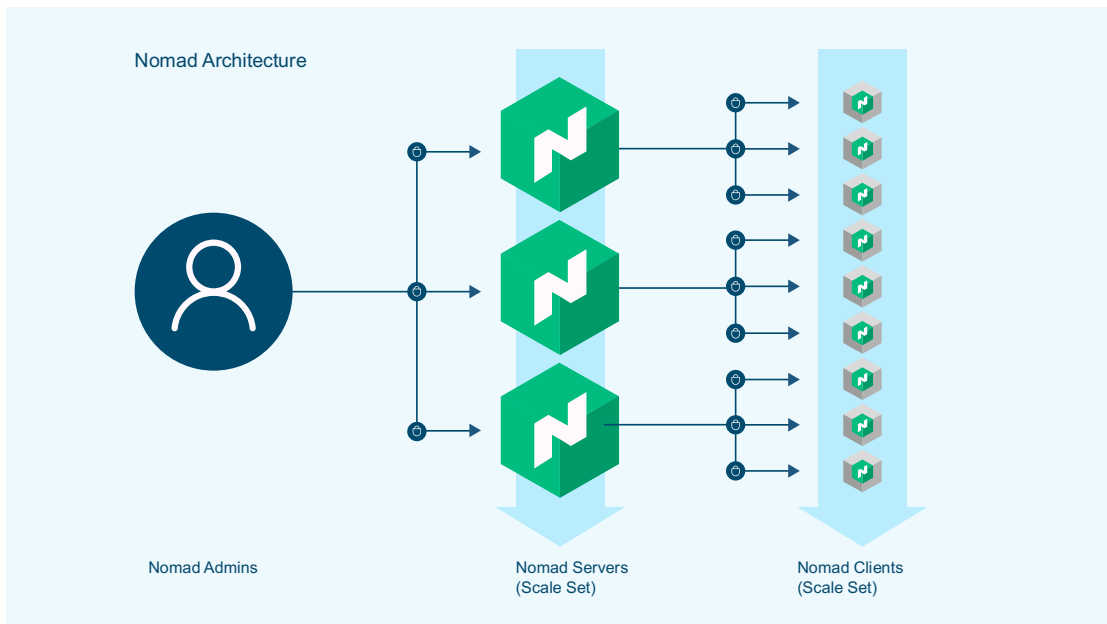 Nomad Architecture
Nomad Admins
Nomad Servers
(Scale Set)
Nomad Clients
(Scale Set)